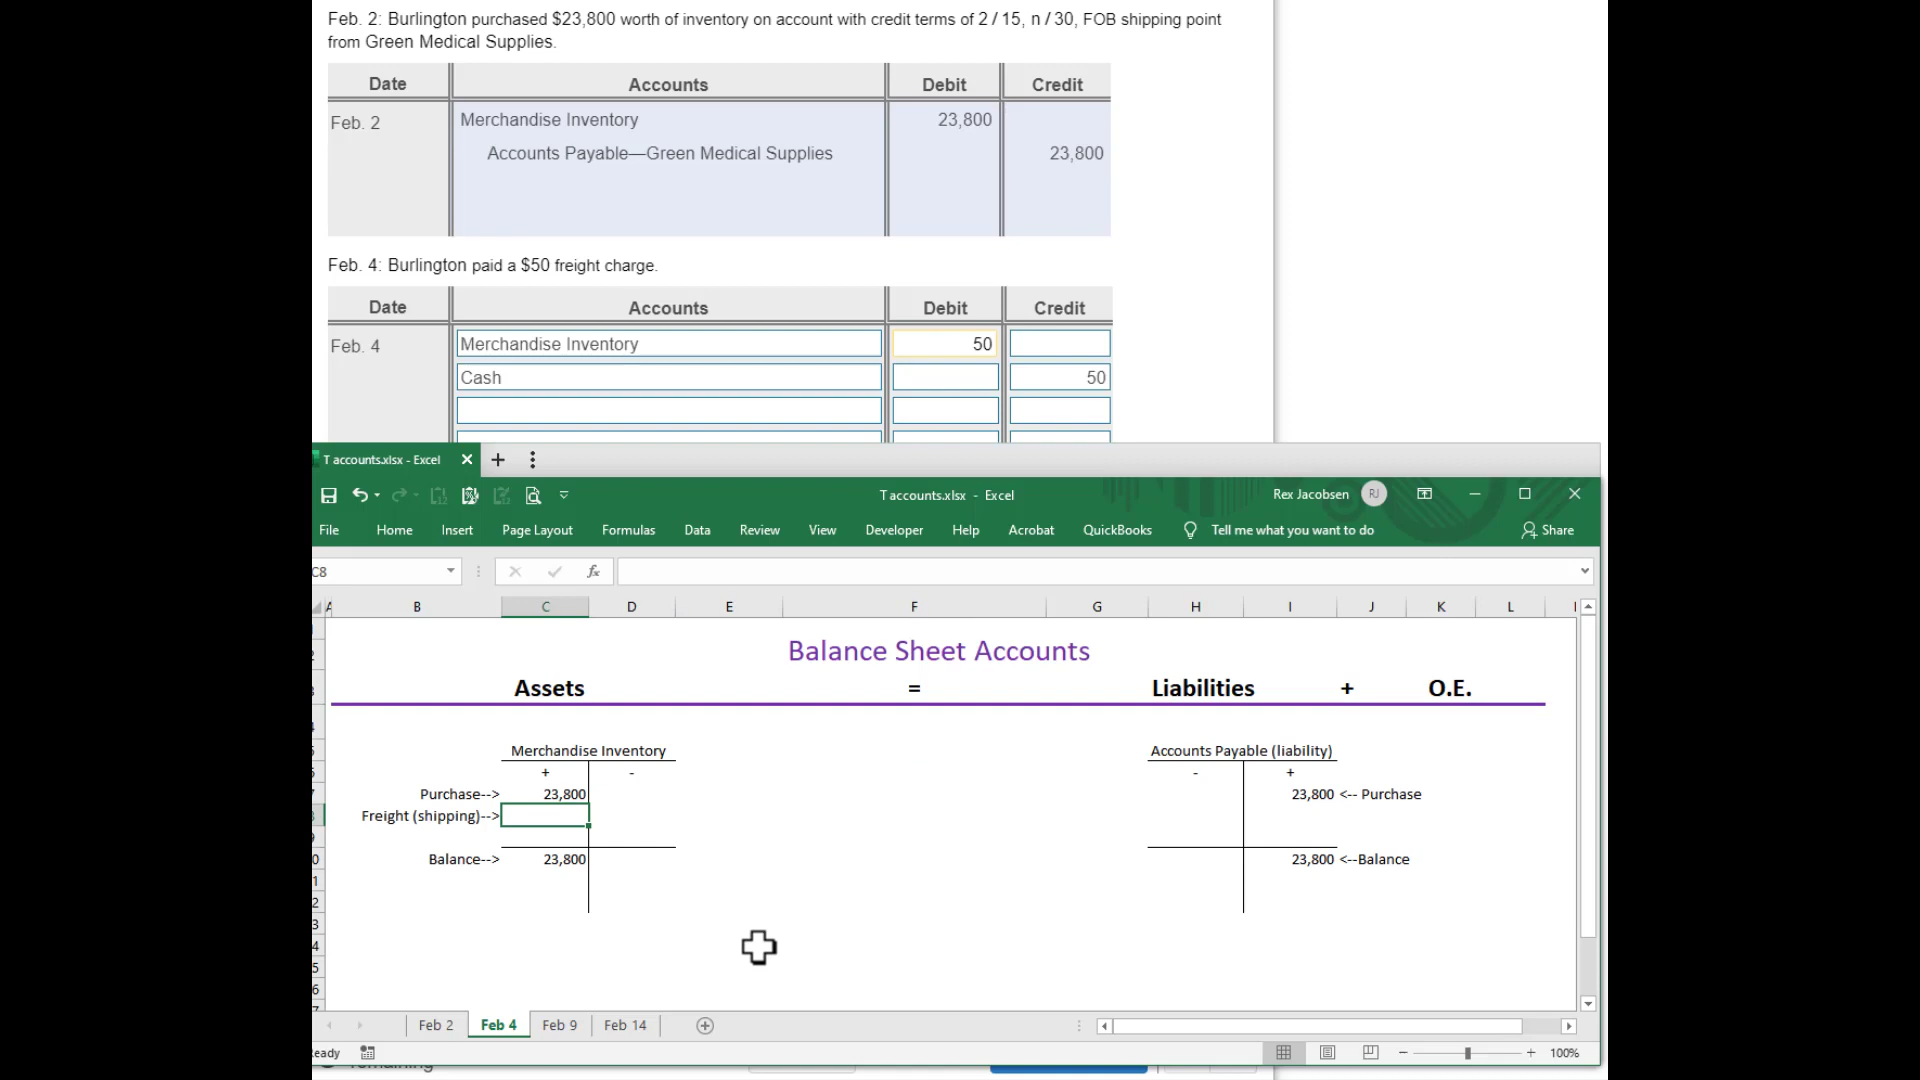 Feb. 2: Burlington purchased $23,800 worth of inventory on account with credit terms of 2 / 15, n / 30, FOB shipping point
from Green Medical Supplies.
Date Accounts Debit Credit
Feb. 2 Merchandise Inventory 23,800
Accounts Payable—Green Medical Supplies 23,800
Feb. 4: Burlington paid a $50 freight charge.
Date Accounts Debit Credit
Feb. 4 Merchandise Inventory 50
Cash 50
T accounts.xlsx - Excel
T accounts.xlsx - Excel Rex Jacobsen RJ
File Home Insert Page Layout Formulas Data Review View Developer Help Acrobat QuickBooks Tell me what you want to do Share
C8 fx
A B C D E F G H I J K L
Balance Sheet Accounts
Assets = Liabilities + O.E.
Merchandise Inventory Accounts Payable (liability)
+ - - +
Purchase--> 23,800 23,800 <-- Purchase
Freight (shipping)-->
Balance--> 23,800 23,800 <--Balance
Feb 2 Feb 4 Feb 9 Feb 14
eady 100%